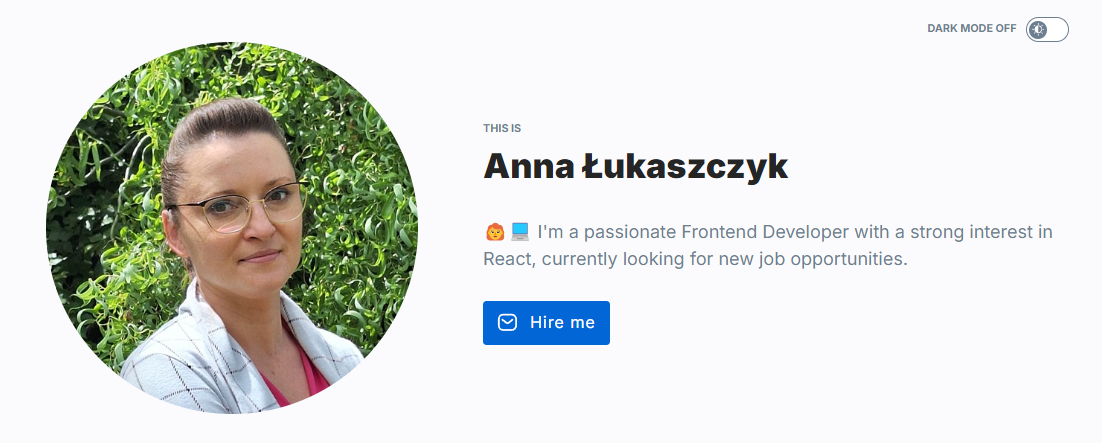 DARK MODE OFF
THIS IS
Anna Łukaszczyk
I'm a passionate Frontend Developer with a strong interest in
React, currently looking for new job opportunities.
Hire me